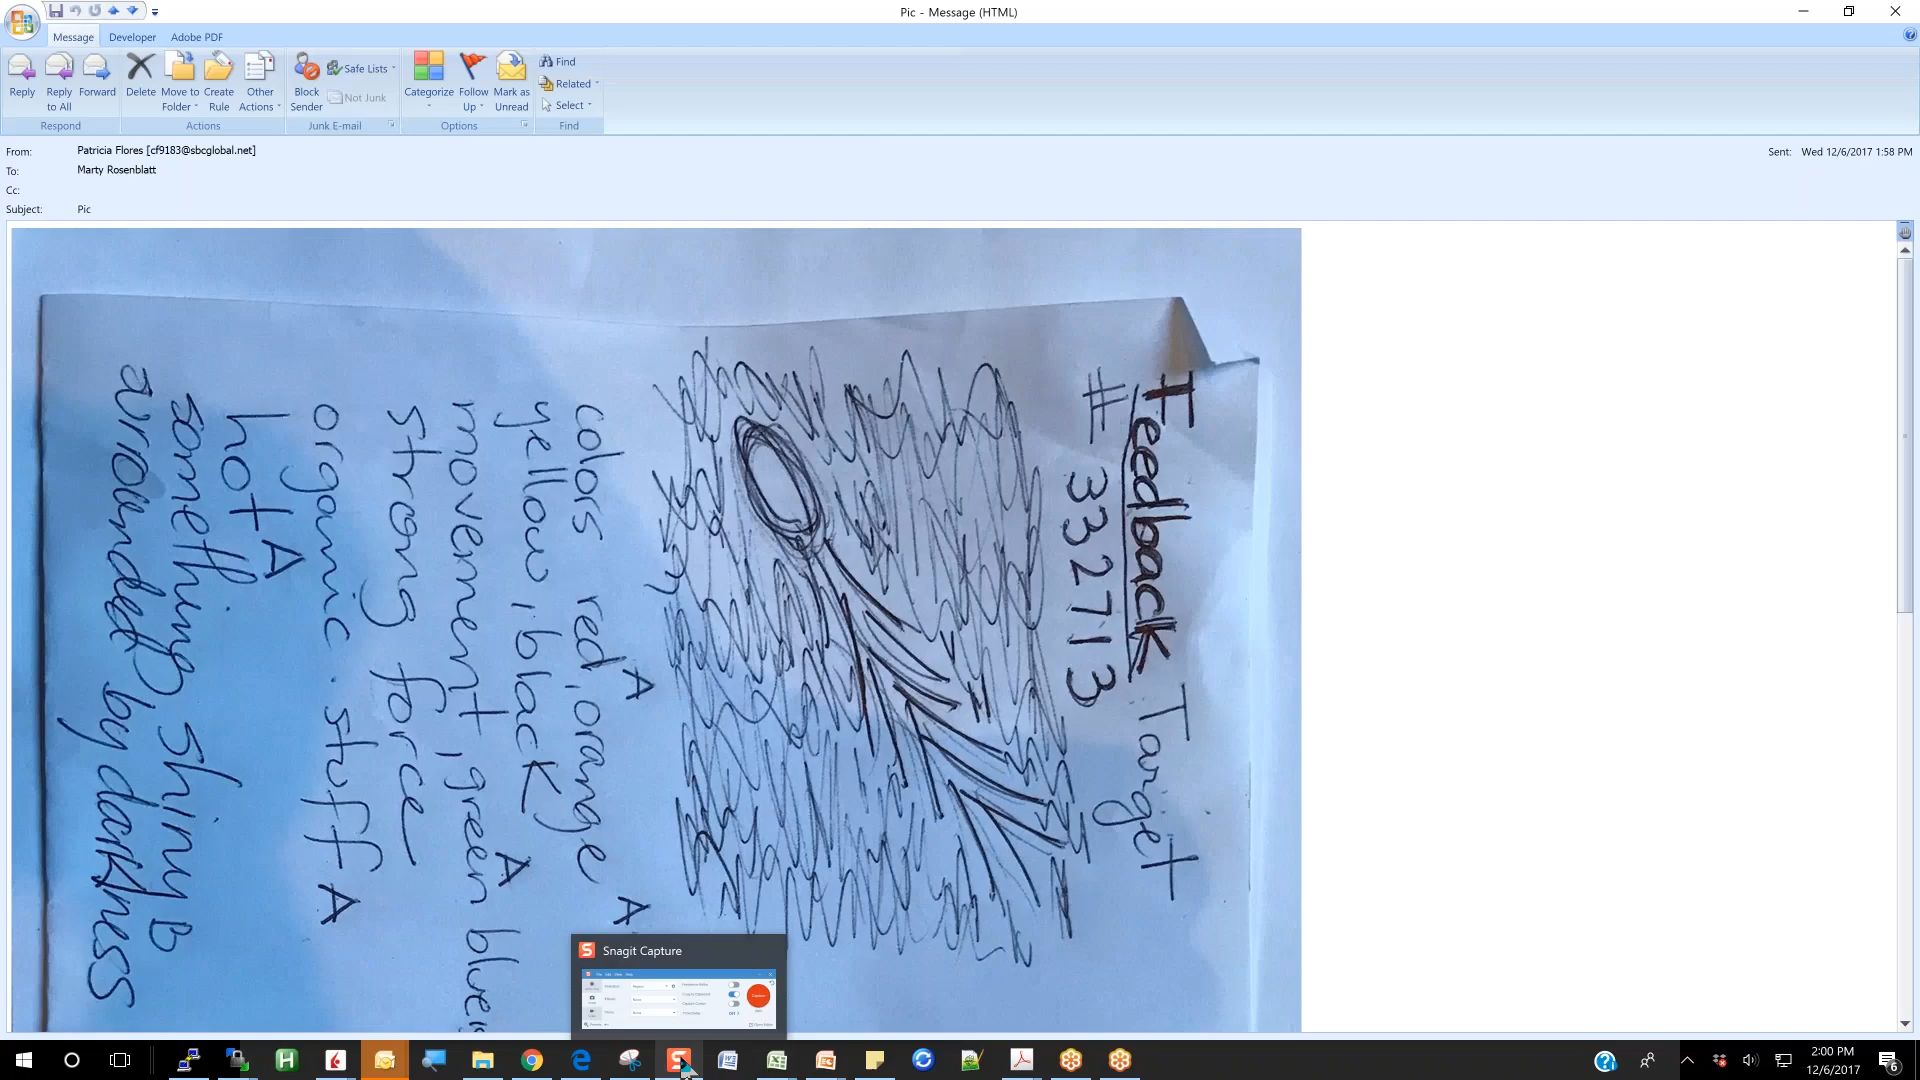 Pic - Message (HTML)
Message Developer Adobe PDF
Reply
Reply to All
Forward
Delete
Move to Folder
Create Rule
Other Actions
Block Sender
Safe Lists
Not Junk
Categorize
Follow Up
Mark as Unread
Find
Related
Select
Respond
Actions
Junk E-mail
Options
Find
From: Patricia Flores [cf9183@sbcglobal.net]
Sent: Wed 12/6/2017 1:58 PM
To: Marty Rosenblatt
Cc:
Subject: Pic
Feedback Target
# 332713
A A
colors red, orange
yellow, black A
movement, green blue
strong force
organic. stuff A
hot A
something shiny B
arrounded by darkness
Snagit Capture
2:00 PM
12/6/2017
6